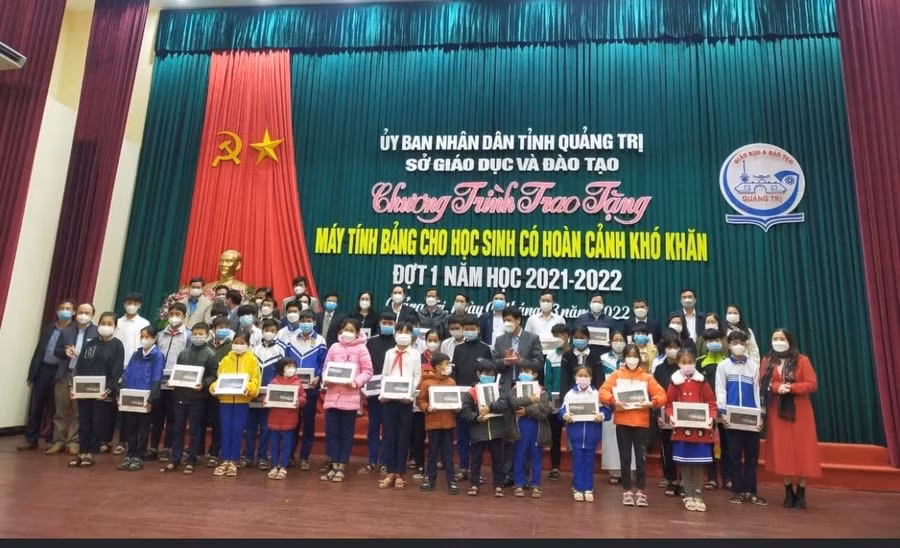 ỦY BAN NHÂN DÂN TỈNH QUẢNG TRỊ
SỞ GIÁO DỤC VÀ ĐÀO TẠO
Chương Trình Trao Tặng
MÁY TÍNH BẢNG CHO HỌC SINH CÓ HOÀN CẢNH KHÓ KHĂN
ĐỢT 1 NĂM HỌC 2021-2022
năm 2022
GIÁO DỤC & ĐÀO TẠO
QUẢNG TRỊ